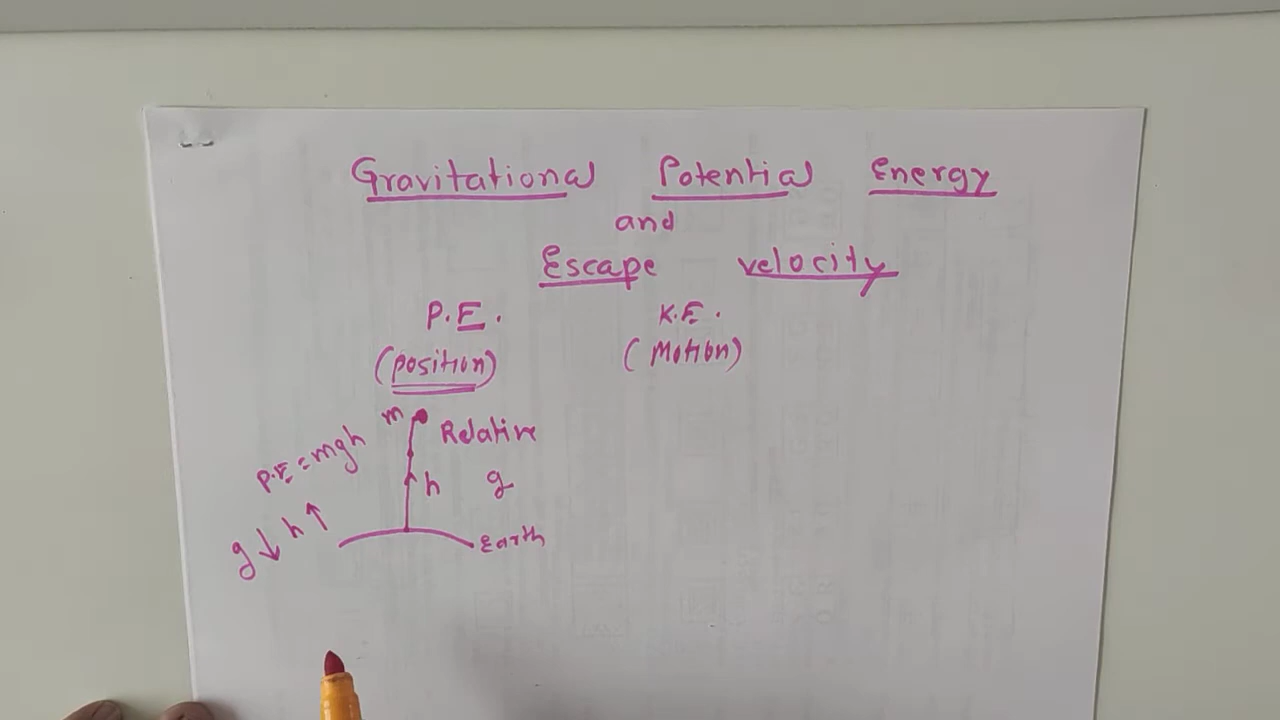 Gravitational Potential Energy
and
Escape velocity
P.E. K.E.
(position) (Motion)
m Relative
P.E = mgh
h g
g↓ h↑
Earth